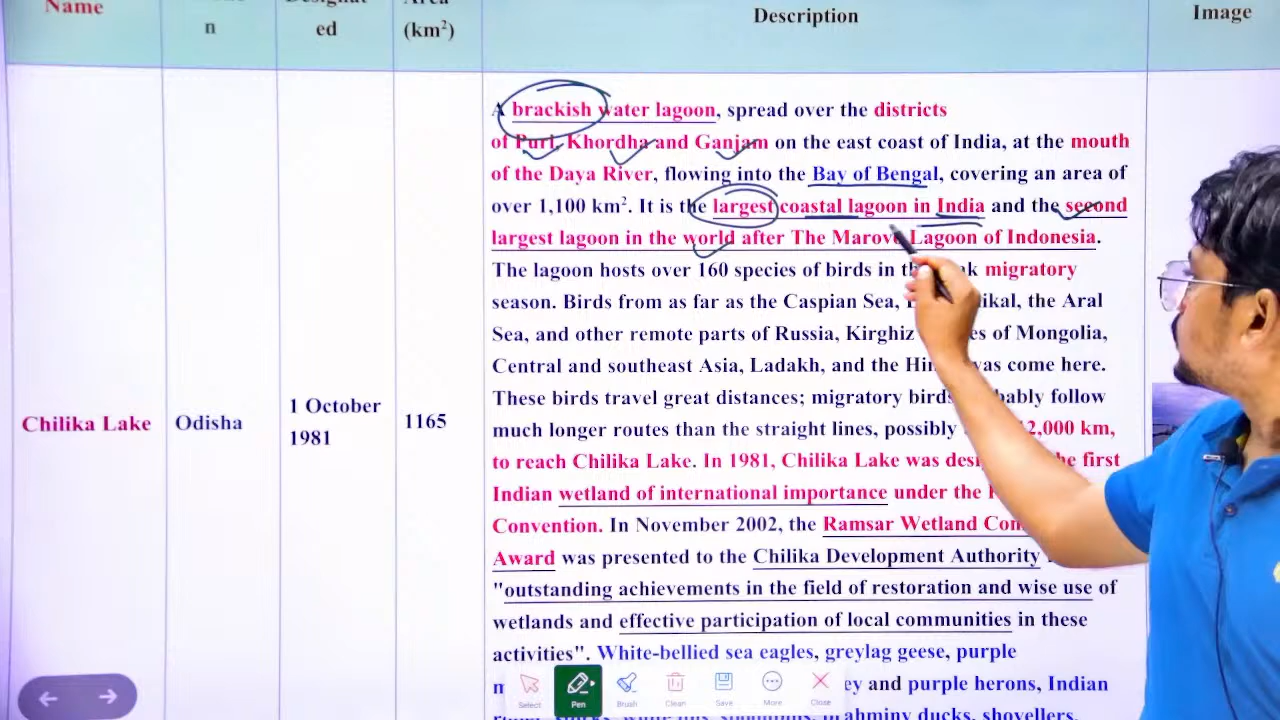 Name
n
ed
(km²)
Description
Image
A brackish water lagoon, spread over the districts
of Puri, Khordha and Ganjam on the east coast of India, at the mouth
of the Daya River, flowing into the Bay of Bengal, covering an area of
over 1,100 km². It is the largest coastal lagoon in India and the second
largest lagoon in the world after The Marovo Lagoon of Indonesia.
The lagoon hosts over 160 species of birds in migratory
season. Birds from as far as the Caspian Sea, the Aral
Sea, and other remote parts of Russia, Kirghiz of Mongolia,
Central and southeast Asia, Ladakh, and the come here.
These birds travel great distances; migratory birds follow
much longer routes than the straight lines, possibly km,
to reach Chilika Lake. In 1981, Chilika Lake was the first
Indian wetland of international importance under the
Convention. In November 2002, the Ramsar Wetland
Award was presented to the Chilika Development Authority
"outstanding achievements in the field of restoration and wise use of
wetlands and effective participation of local communities in these
activities". White-bellied sea eagles, greylag geese, purple
and purple herons, Indian
brahminy ducks, shovellers,
Chilika Lake
Odisha
1 October
1981
1165
Select
Pen
Brush
Clean
Save
More
Close